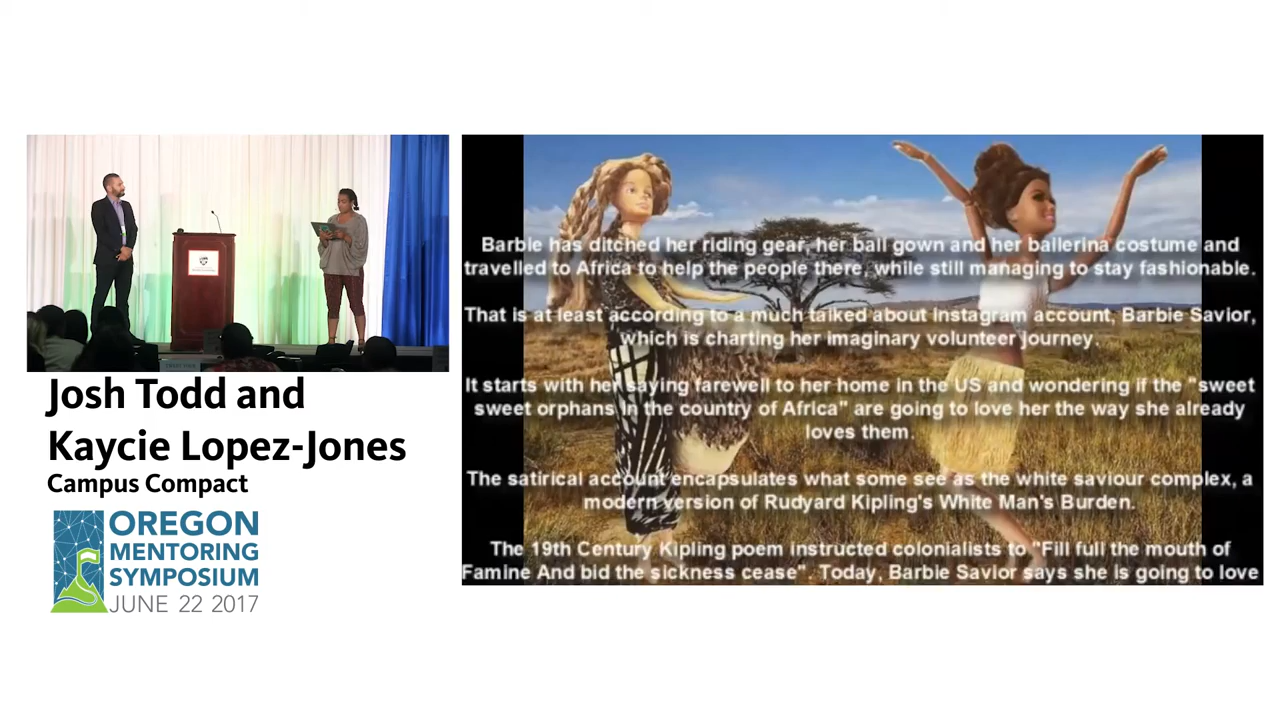 Josh Todd and
Kaycie Lopez-Jones
Campus Compact
OREGON
MENTORING
SYMPOSIUM
JUNE 22 2017
Barbie has ditched her riding gear, her ball gown and her ballerina costume and
travelled to Africa to help the people there, while still managing to stay fashionable.
That is at least according to a much talked about Instagram account, Barbie Savior,
which is charting her imaginary volunteer journey.
It starts with her saying farewell to her home in the US and wondering if the "sweet
sweet orphans in the country of Africa" are going to love her the way she already
loves them.
The satirical account encapsulates what some see as the white saviour complex, a
modern version of Rudyard Kipling's White Man's Burden.
The 19th Century Kipling poem instructed colonialists to "Fill full the mouth of
Famine And bid the sickness cease". Today, Barbie Savior says she is going to love